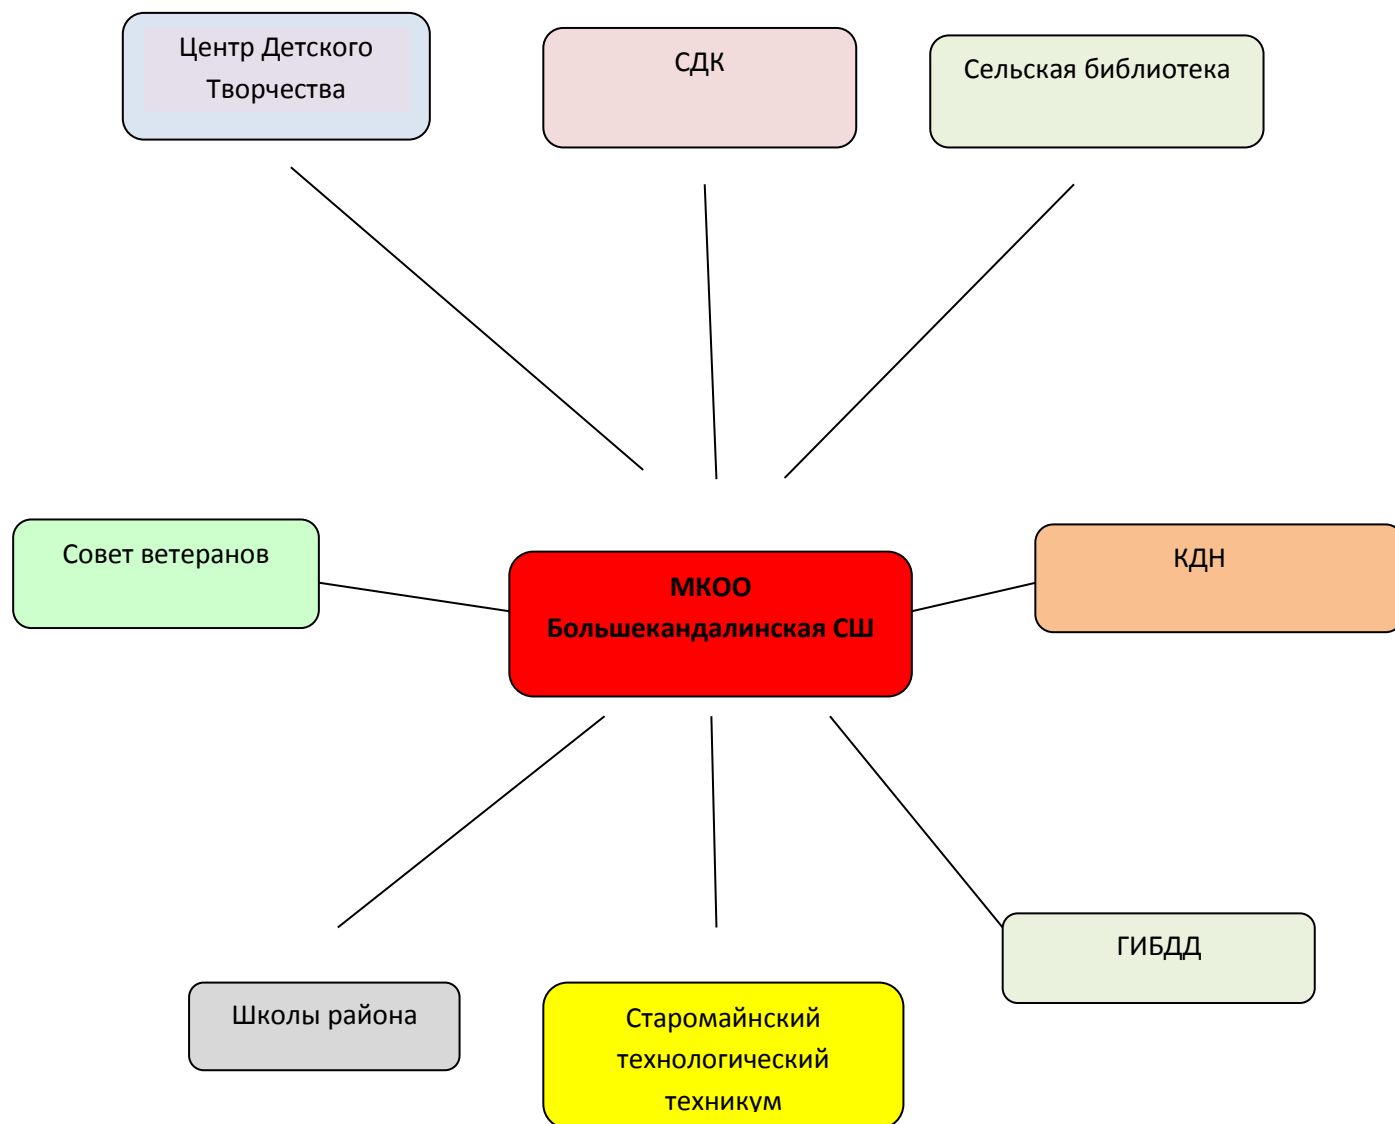 Центр Детского
Творчества
СДК
Сельская библиотека
Совет ветеранов
МКОО
Большекандалинская СШ
КДН
Школы района
Старомайнский
технологический
техникум
ГИБДД